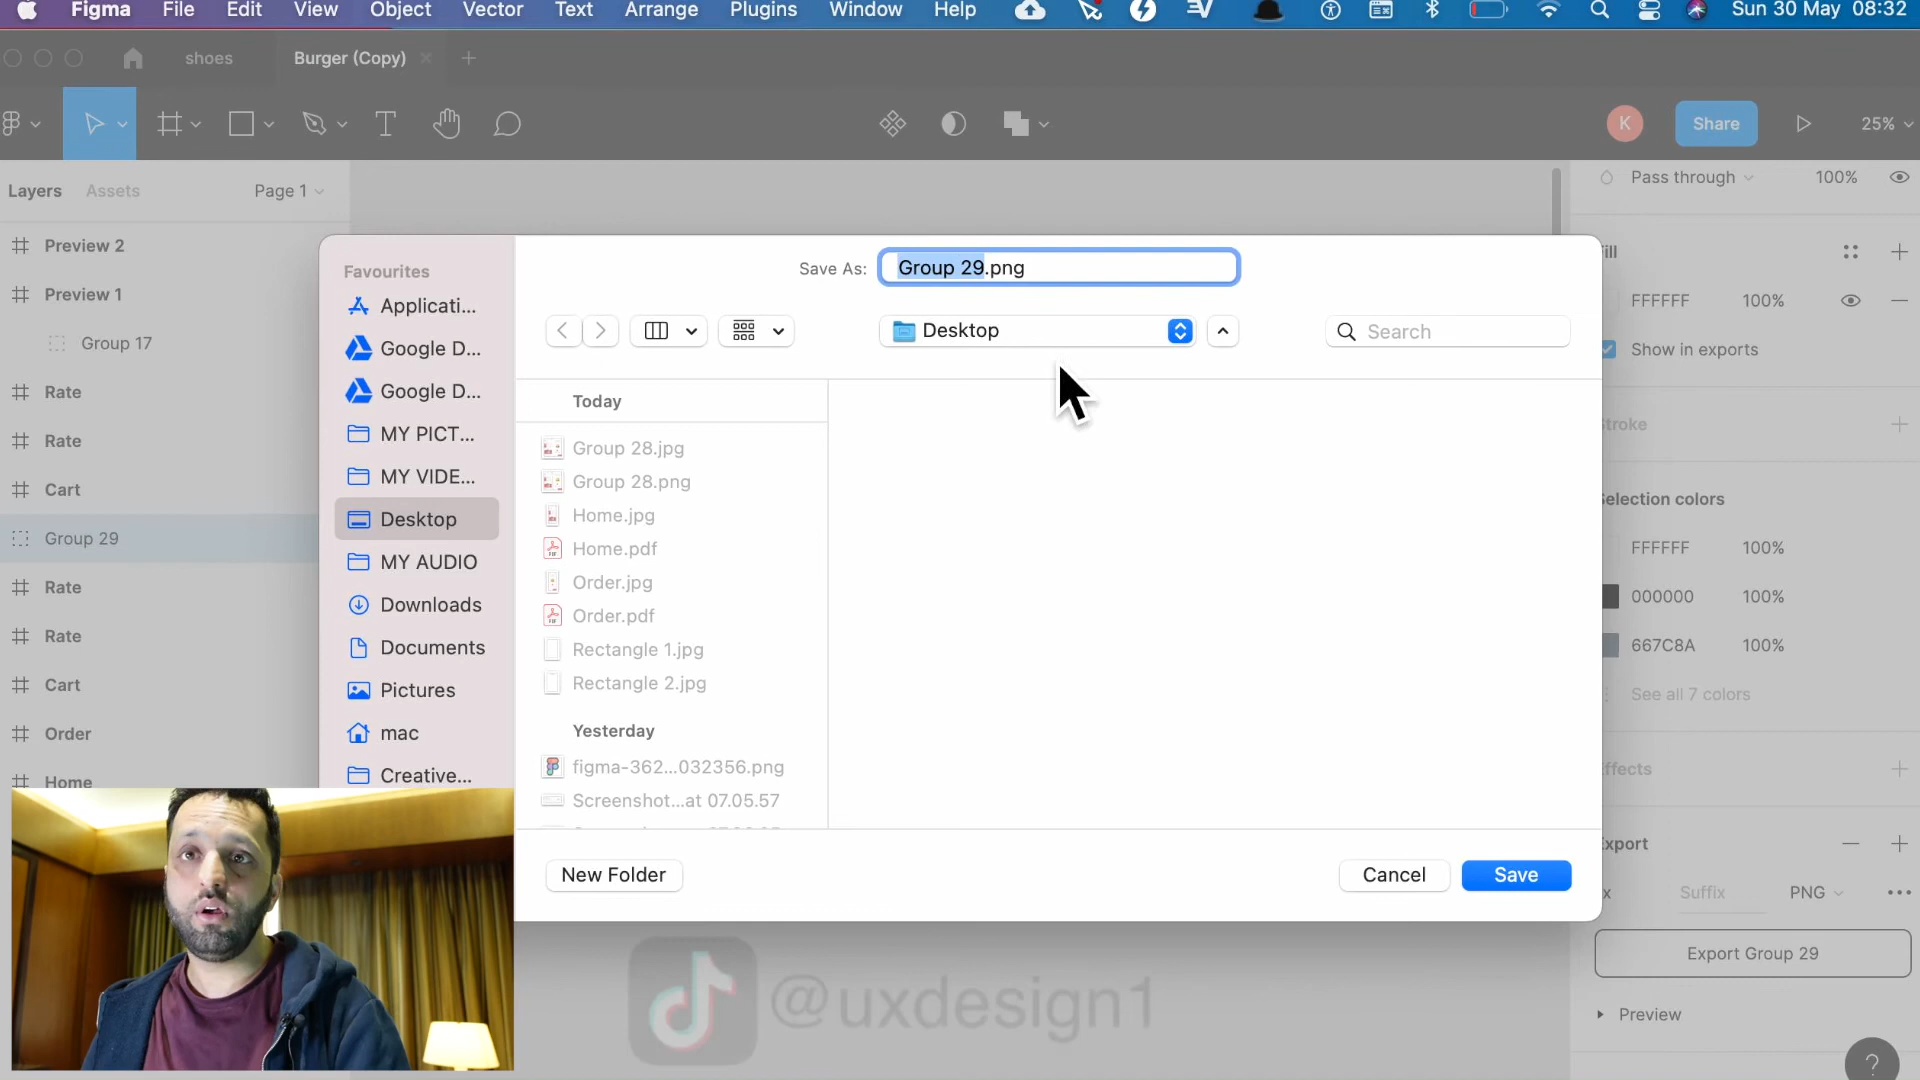 Figma File Edit View Object Vector Text Arrange Plugins Window Help Sun 30 May 08:32
shoes Burger (Copy)
K Share 25%
Layers Assets Page 1
Pass through 100%
Preview 2
Preview 1
Group 17
Rate
Rate
Cart
Group 29
Rate
Rate
Cart
Order
Home
Favourites
Applicati...
Google D...
Google D...
MY PICT...
MY VIDE...
Desktop
MY AUDIO
Downloads
Documents
Pictures
mac
Creative...
Save As: Group 29.png
Desktop
Search
Today
Group 28.jpg
Group 28.png
Home.jpg
Home.pdf
Order.jpg
Order.pdf
Rectangle 1.jpg
Rectangle 2.jpg
Yesterday
figma-362...032356.png
Screenshot...at 07.05.57
New Folder Cancel Save
FFFFFF 100%
Show in exports
Selection colors
FFFFFF 100%
000000 100%
667C8A 100%
See all 7 colors
Suffix PNG
Export Group 29
Preview
?
@uxdesign1